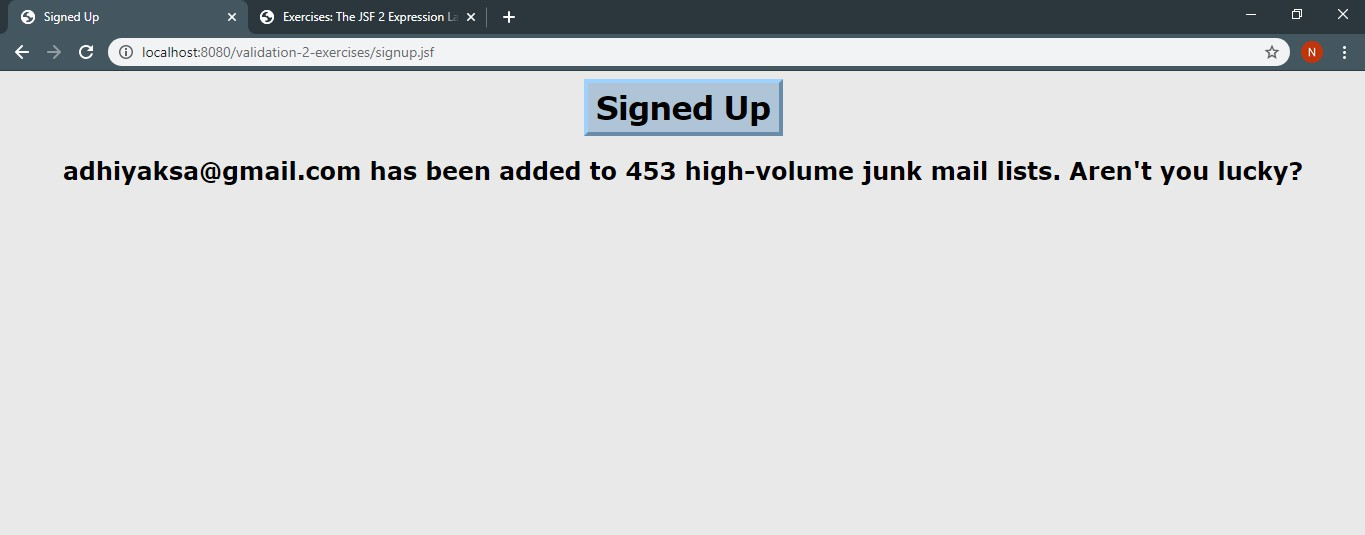 Signed Up
Exercises: The JSF 2 Expression La
localhost:8080/validation-2-exercises/signup.jsf
N
Signed Up
adhiyaksa@gmail.com has been added to 453 high-volume junk mail lists. Aren't you lucky?